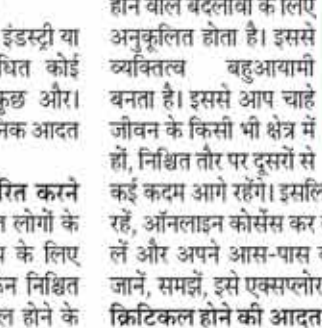 इंडस्ट्री या
धित कोई
कुछ और।
नक आदत
रित करने
लोगों के
के लिए
निश्चित
होने के
होने वाले बदलावों के लिए
अनुकूलित होता है। इससे
व्यक्तित्व बहुआयामी
बनता है। इससे आप चाहे
जीवन के किसी भी क्षेत्र में
हों, निश्चित तौर पर दूसरों से
कई कदम आगे रहेंगे। इसलि
रहें, ऑनलाइन कोर्सेस कर
लें और अपने आस-पास
जानें, समझें, इसे एक्सप्लोर
क्रिटिकल होने की आदत